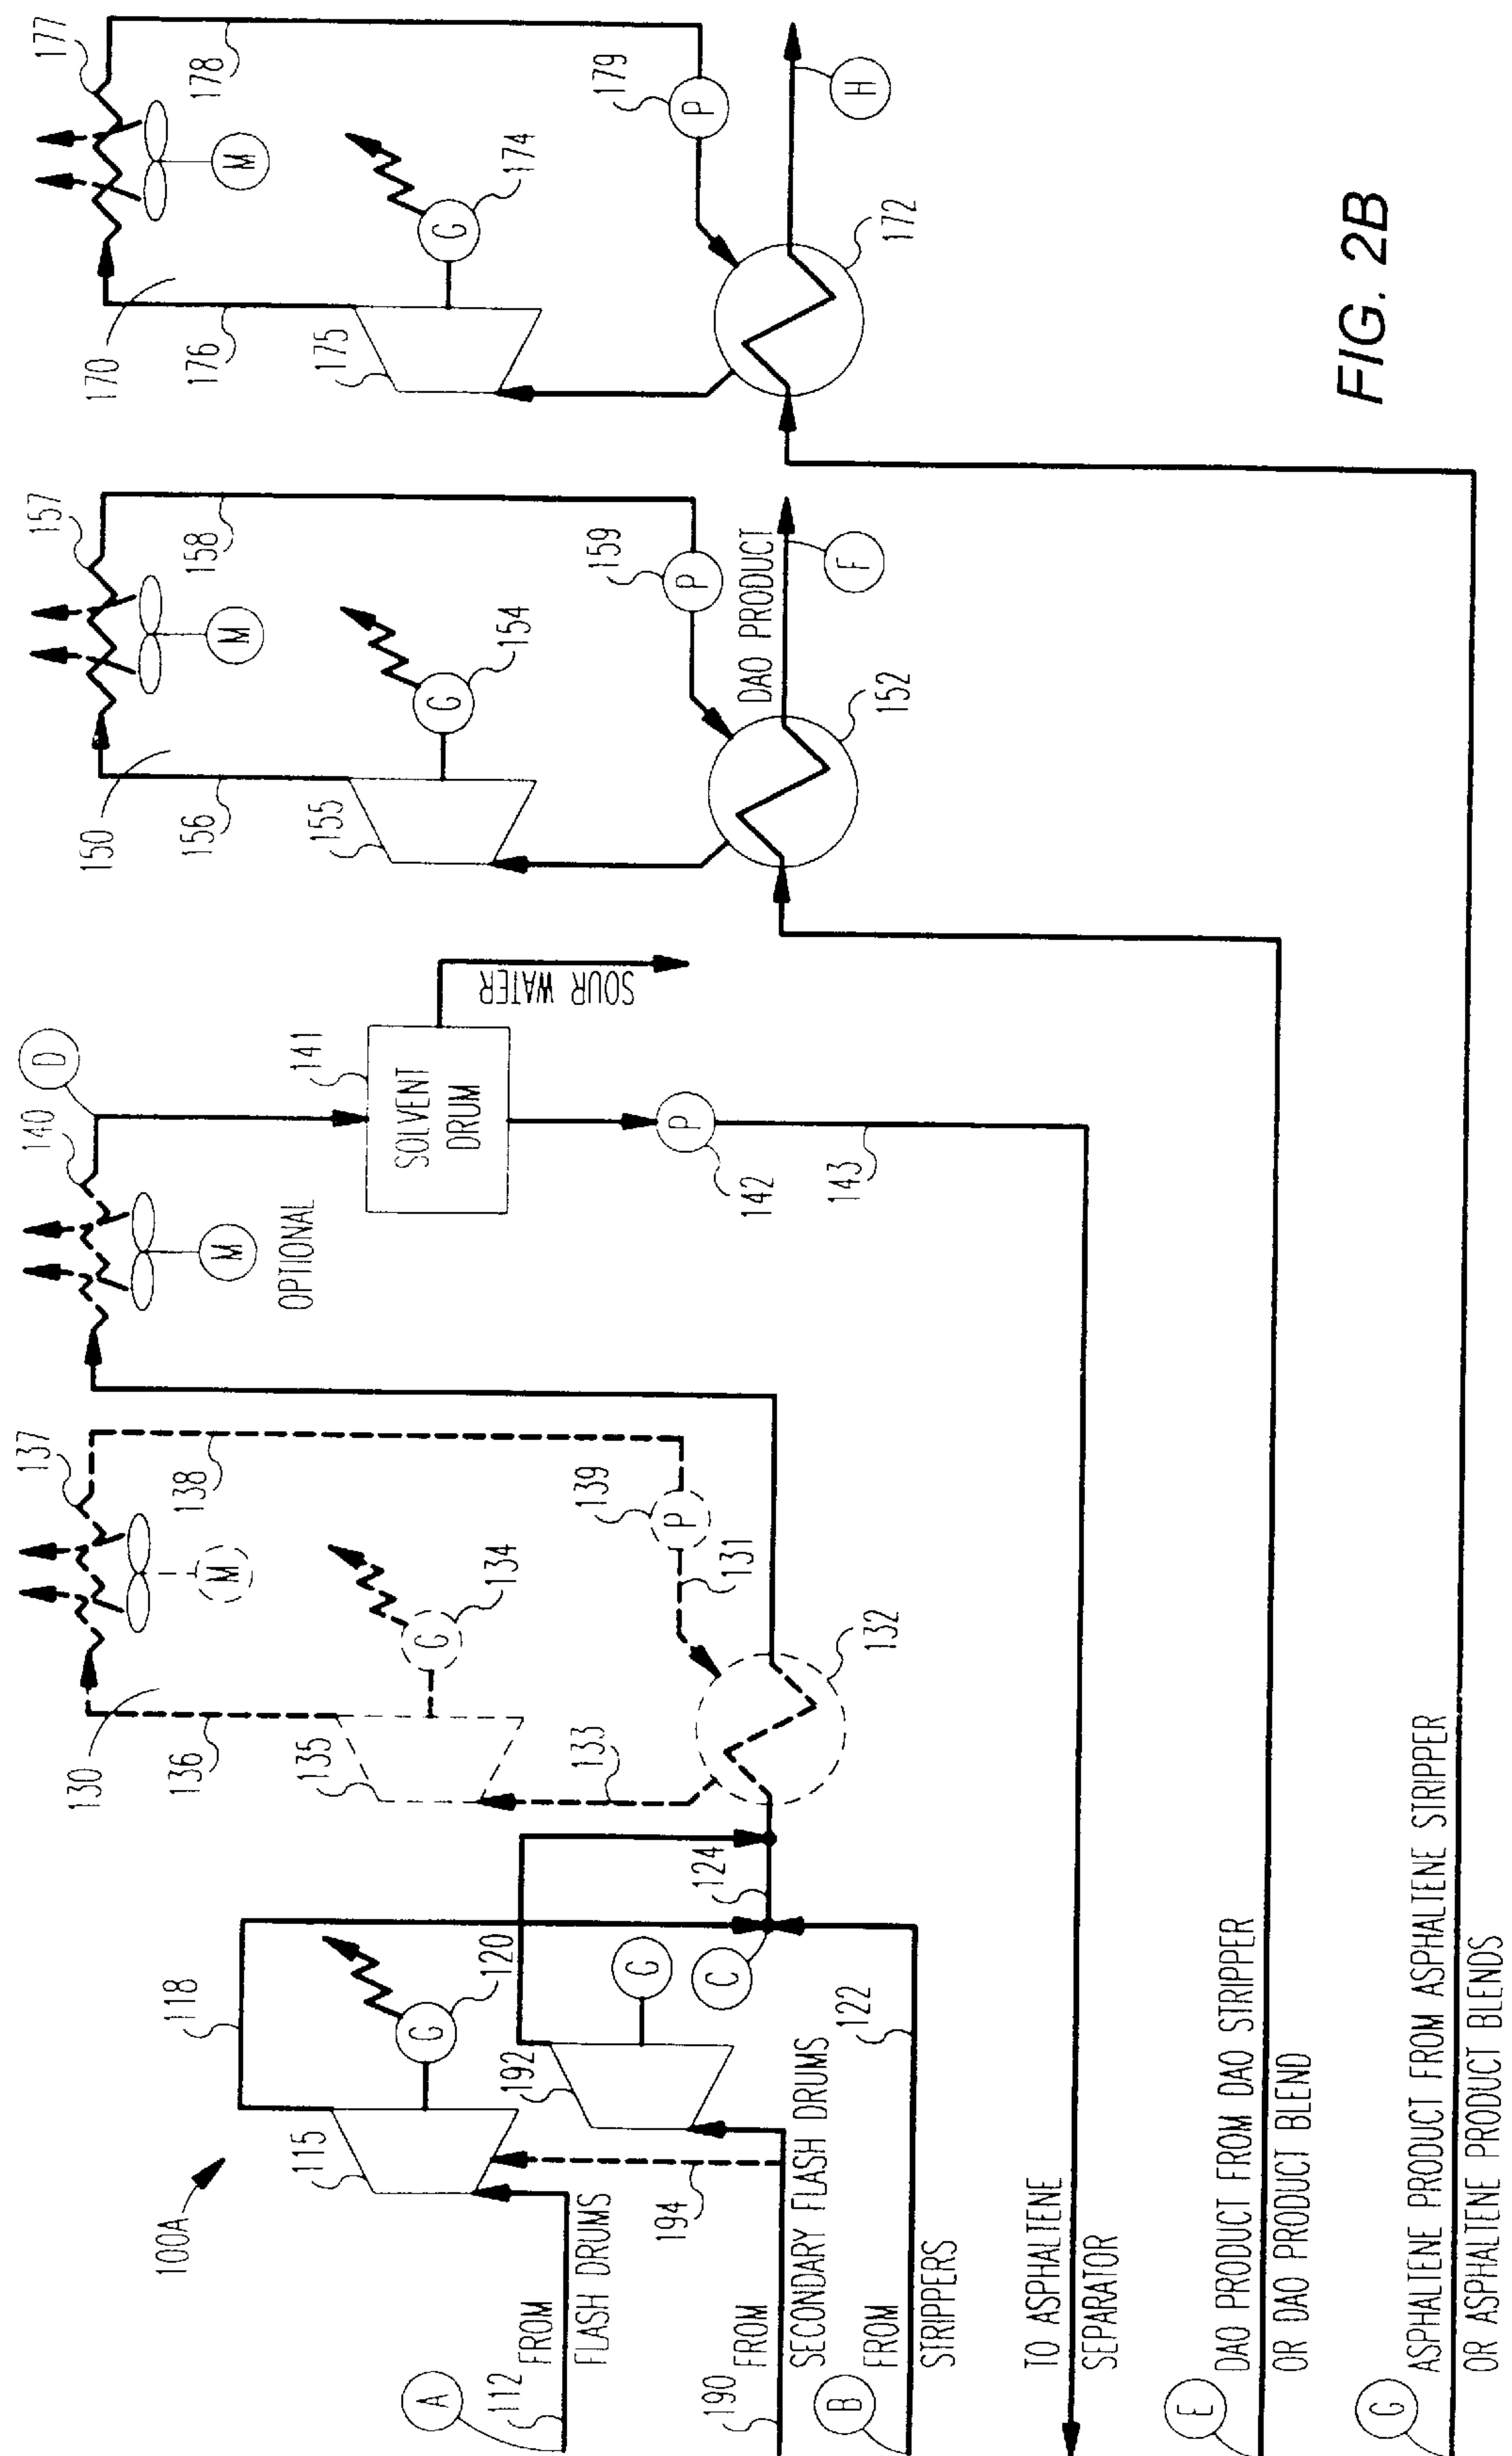 100A
A
112
FROM
FLASH DRUMS
115
118
G
120
194
190
FROM
SECONDARY FLASH DRUMS
192
G
C
124
B
FROM
STRIPPERS
122
130
136
137
M
138
135
G
134
133
P
139
131
132
140
D
M
OPTIONAL
141
SOLVENT
DRUM
SOUR WATER
P
142
143
TO ASPHALTENE
SEPARATOR
150
156
157
M
158
155
G
154
P
159
DAO PRODUCT
F
152
170
176
177
M
178
175
G
174
P
179
H
172
E
DAO PRODUCT FROM DAO STRIPPER
OR DAO PRODUCT BLEND
G
ASPHALTENE PRODUCT FROM ASPHALTENE STRIPPER
OR ASPHALTENE PRODUCT BLENDS
FIG. 2B